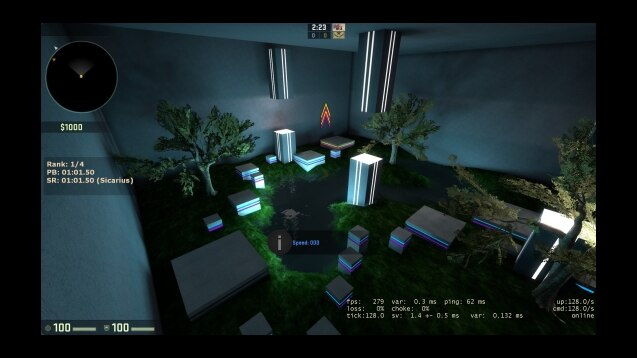 2:23
0 0
$1000
Rank: 1/4
PB: 01:01.50
SR: 01:01.50 (Sicarius)
i
Speed: 000
fps: 279 var: 0.3 ms ping: 62 ms
loss: 0% choke: 0%
tick:128.0 sv: 1.4 +- 0.5 ms var: 0.132 ms
up:128.0/s
cmd:128.0/s
online
100 100